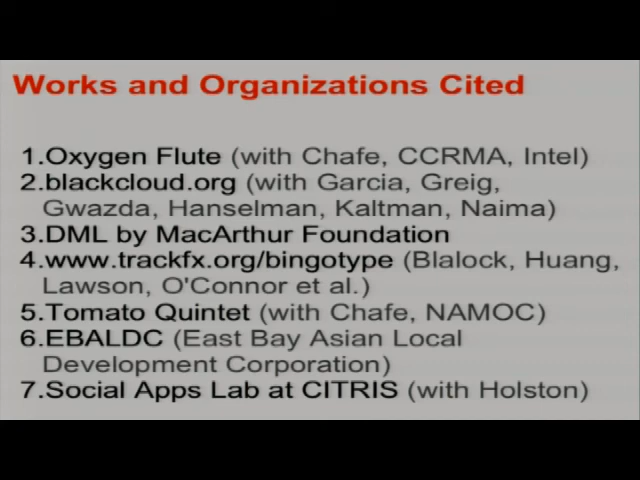 Works and Organizations Cited
1.Oxygen Flute (with Chafe, CCRMA, Intel)
2.blackcloud.org (with Garcia, Greig,
Gwazda, Hanselman, Kaltman, Naima)
3.DML by MacArthur Foundation
4.www.trackfx.org/bingotype (Blalock, Huang,
Lawson, O'Connor et al.)
5.Tomato Quintet (with Chafe, NAMOC)
6.EBALDC (East Bay Asian Local
Development Corporation)
7.Social Apps Lab at CITRIS (with Holston)